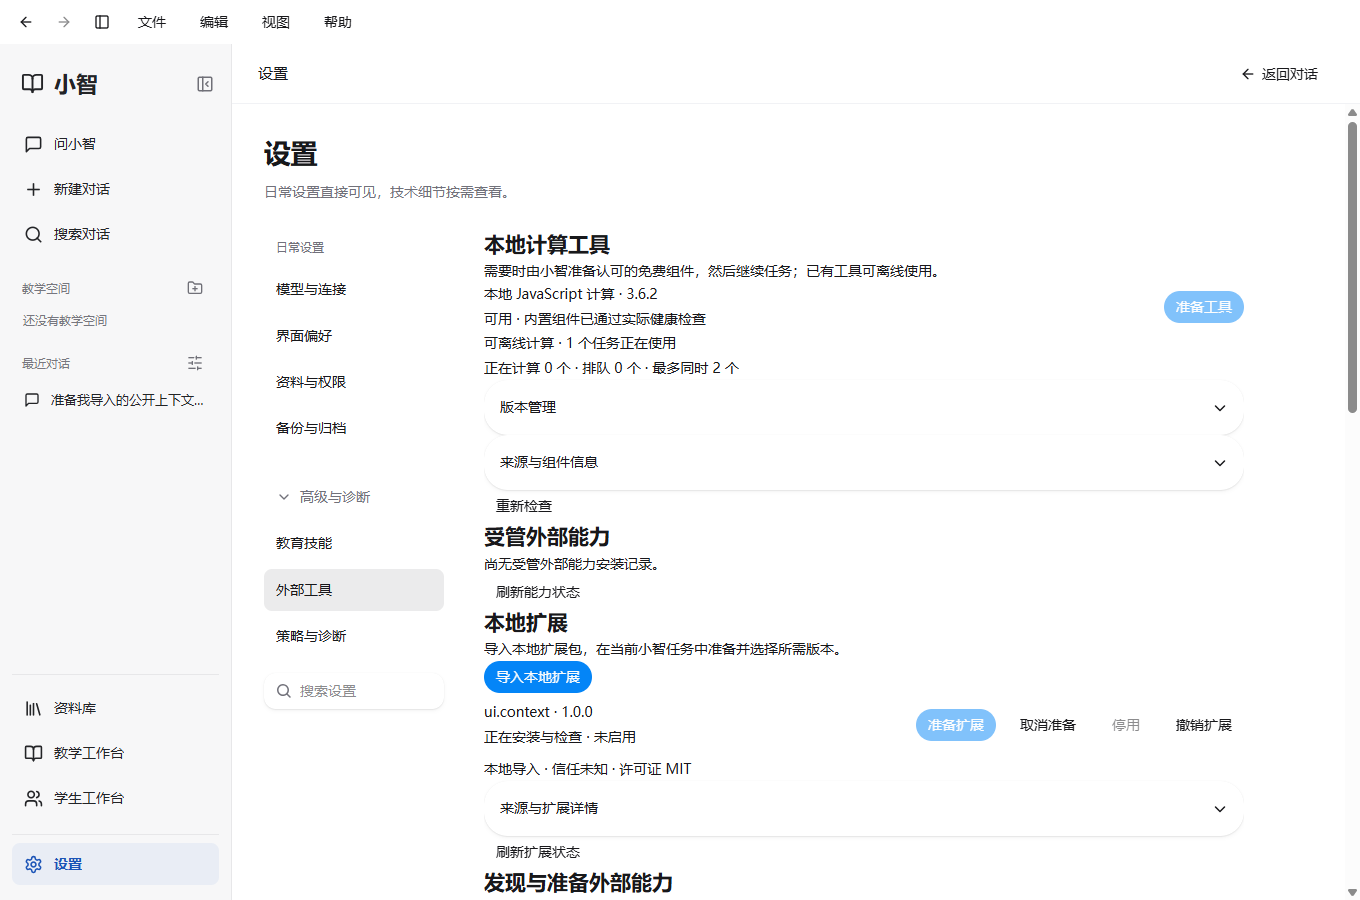 文件 编辑 视图 帮助
小智
问小智
新建对话
搜索对话
教学空间
还没有教学空间
最近对话
准备我导入的公开上下文...
资料库
教学工作台
学生工作台
设置
设置
返回对话
设置
日常设置直接可见，技术细节按需查看。
日常设置
模型与连接
界面偏好
资料与权限
备份与归档
高级与诊断
教育技能
外部工具
策略与诊断
搜索设置
本地计算工具
需要时由小智准备认可的免费组件，然后继续任务；已有工具可离线使用。
本地 JavaScript 计算 · 3.6.2
可用 · 内置组件已通过实际健康检查
可离线计算 · 1 个任务正在使用
正在计算 0 个 · 排队 0 个 · 最多同时 2 个
准备工具
版本管理
来源与组件信息
重新检查
受管外部能力
尚无受管外部能力安装记录。
刷新能力状态
本地扩展
导入本地扩展包，在当前小智任务中准备并选择所需版本。
导入本地扩展
ui.context · 1.0.0
正在安装与检查 · 未启用
准备扩展 取消准备 停用 撤销扩展
本地导入 · 信任未知 · 许可证 MIT
来源与扩展详情
刷新扩展状态
发现与准备外部能力